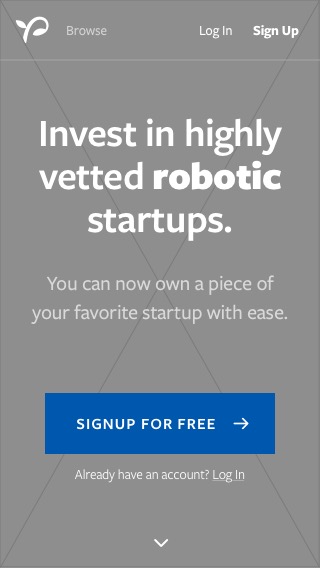 Browse
Log In
Sign Up
Invest in highly
vetted robotic
startups.
You can now own a piece of
your favorite startup with ease.
SIGNUP FOR FREE
Already have an account? Log In